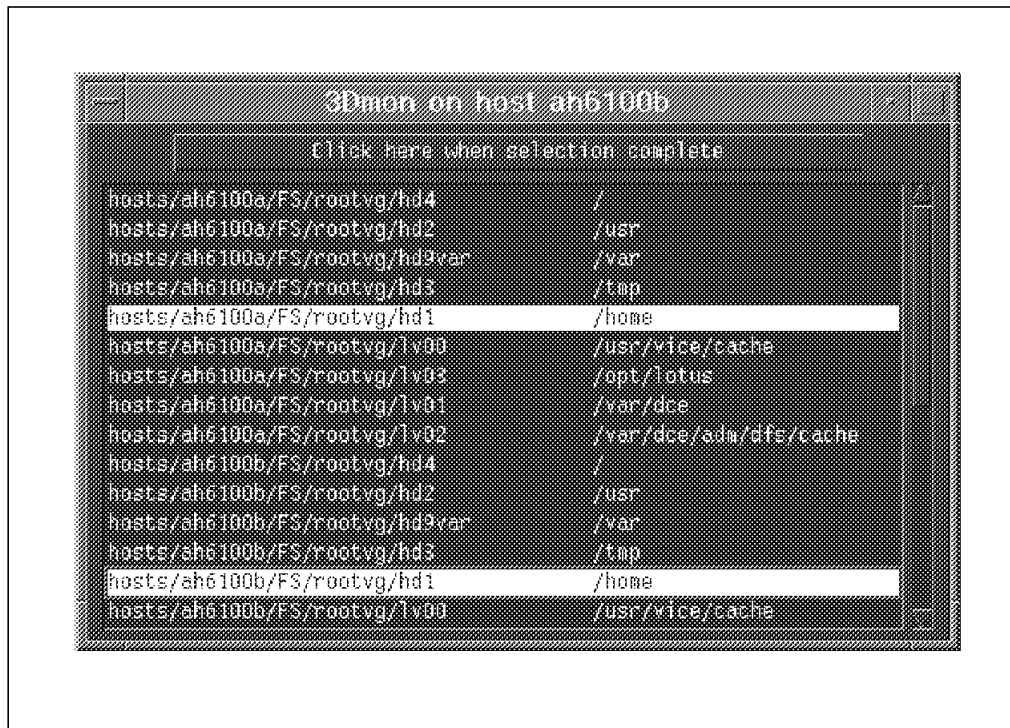 3Dmon on host ah6100b
Click here when selection complete
hosts/ah6100a/FS/rootvg/hd4 /
hosts/ah6100a/FS/rootvg/hd2 /usr
hosts/ah6100a/FS/rootvg/hd9var /var
hosts/ah6100a/FS/rootvg/hd3 /tmp
hosts/ah6100a/FS/rootvg/hd1 /home
hosts/ah6100a/FS/rootvg/lv00 /usr/vice/cache
hosts/ah6100a/FS/rootvg/lv03 /opt/lotus
hosts/ah6100a/FS/rootvg/lv01 /var/dce
hosts/ah6100a/FS/rootvg/lv02 /var/dce/adm/dfs/cache
hosts/ah6100b/FS/rootvg/hd4 /
hosts/ah6100b/FS/rootvg/hd2 /usr
hosts/ah6100b/FS/rootvg/hd9var /var
hosts/ah6100b/FS/rootvg/hd3 /tmp
hosts/ah6100b/FS/rootvg/hd1 /home
hosts/ah6100b/FS/rootvg/lv00 /usr/vice/cache